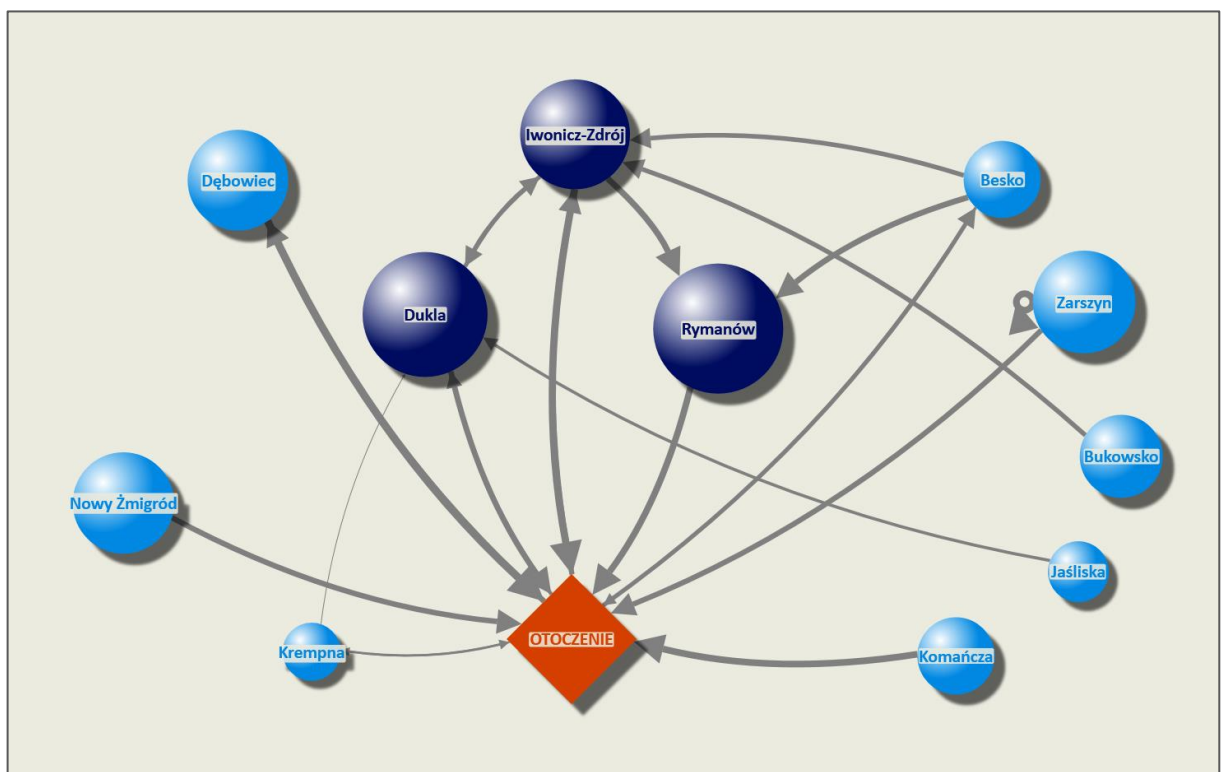 Iwonicz-Zdrój
Dębowiec
Besko
Zarszyn
Dukla
Rymanów
Bukowsko
Nowy Żmigród
Jaśliska
OTOCZENIE
Krempna
Komańcza